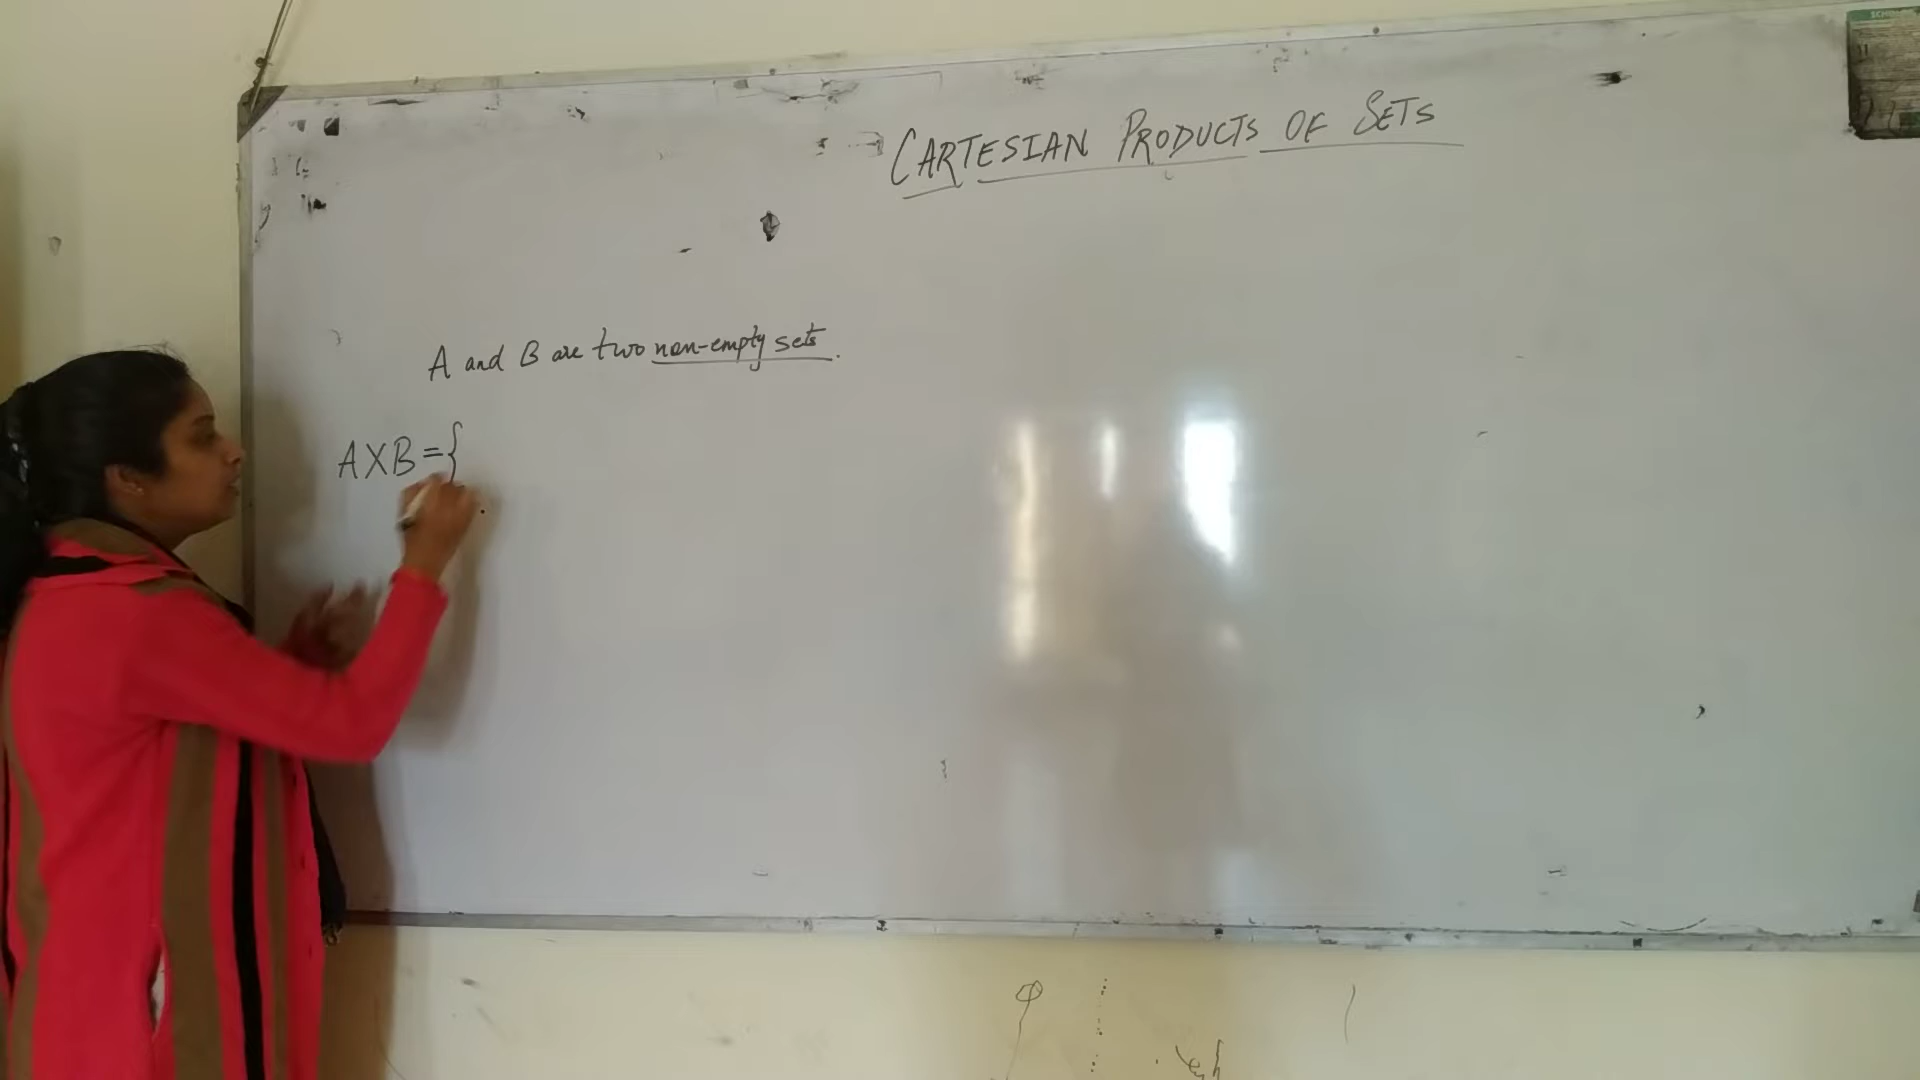 CARTESIAN PRODUCTS OF SETS
A and B are two non-empty sets.
A X B = {